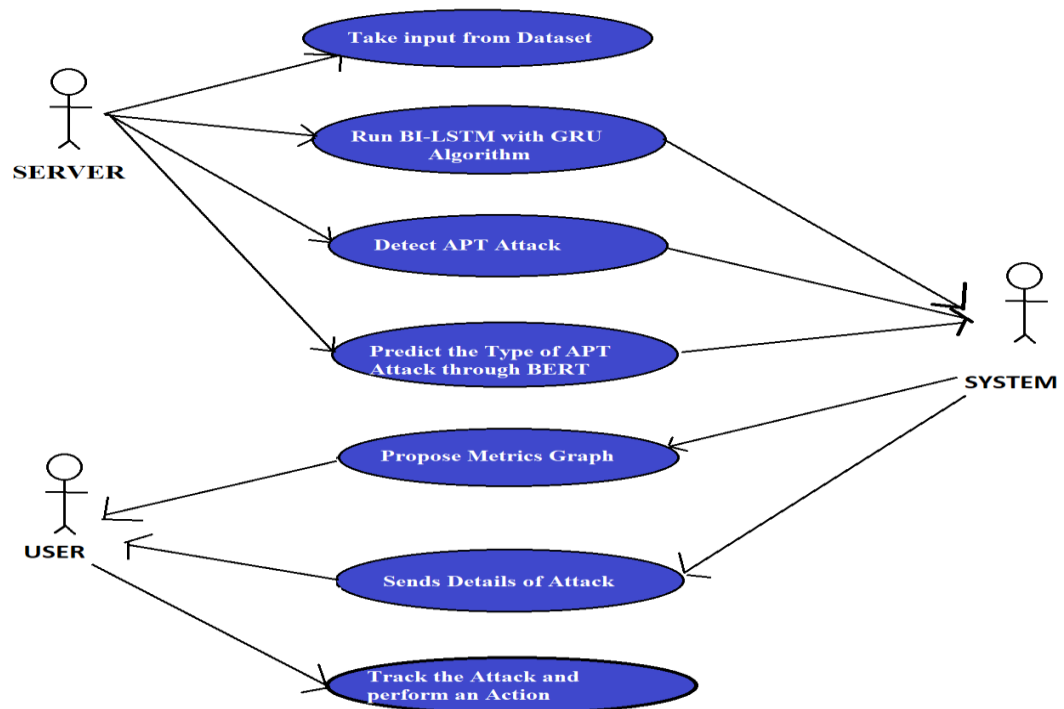 Take input from Dataset
SERVER
Run BI-LSTM with GRU
Algorithm
Detect APT Attack
Predict the Type of APT
Attack through BERT
SYSTEM
Propose Metrics Graph
USER
Sends Details of Attack
Track the Attack and
perform an Action